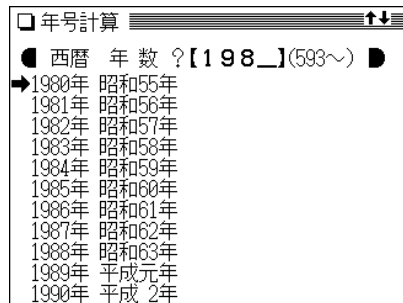 年号計算
西暦 年 数 ?【198_】(593～)
➡1980年 昭和55年
1981年 昭和56年
1982年 昭和57年
1983年 昭和58年
1984年 昭和59年
1985年 昭和60年
1986年 昭和61年
1987年 昭和62年
1988年 昭和63年
1989年 平成元年
1990年 平成 2年